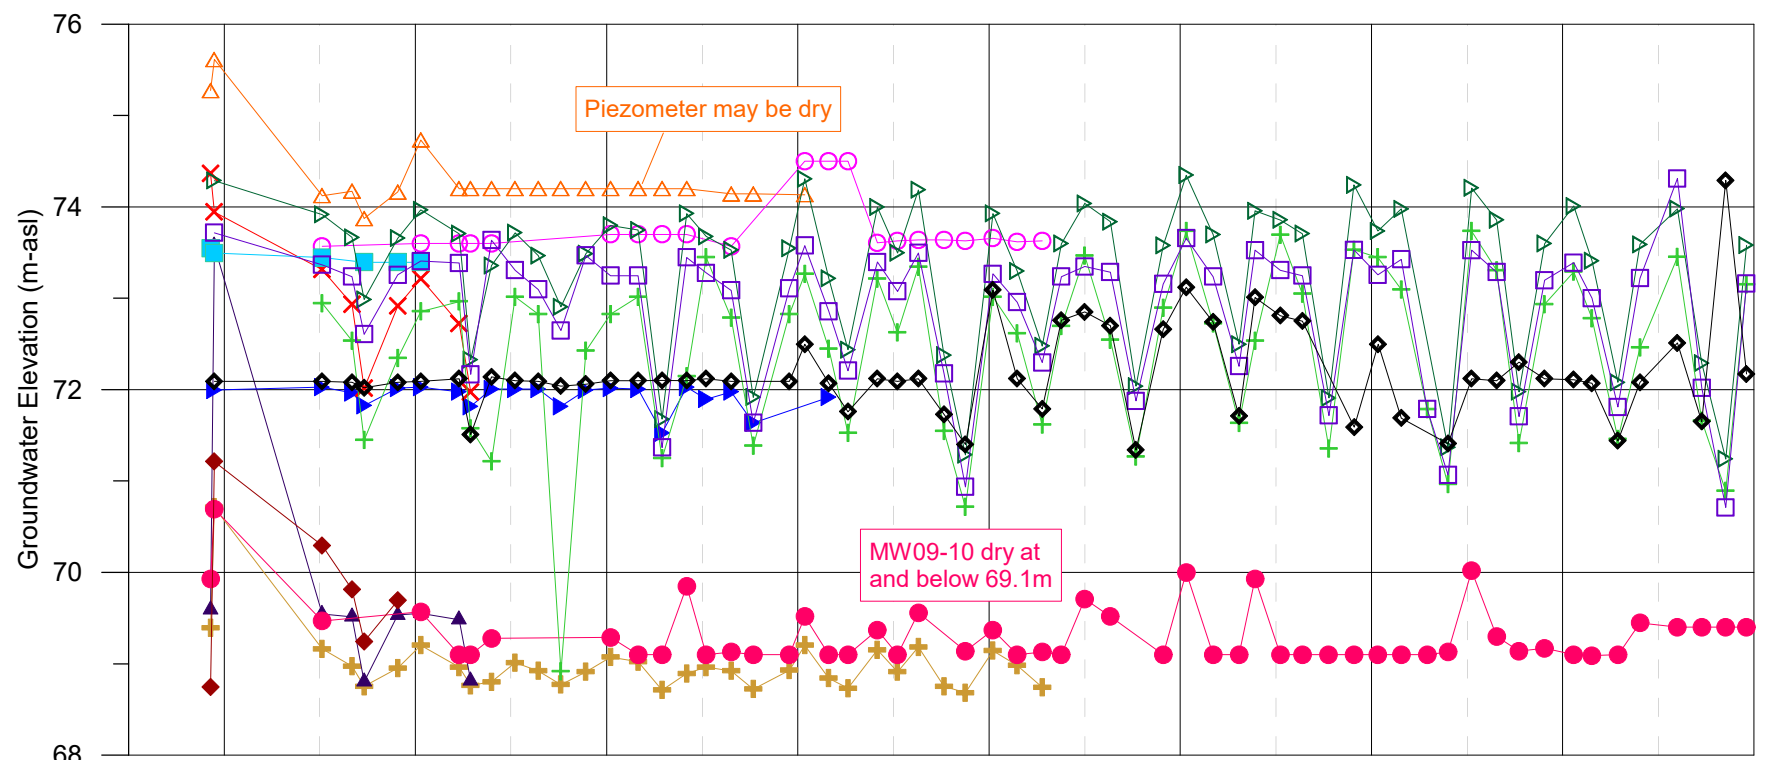 76
Piezometer may be dry
74
Groundwater Elevation (m-asl)
72
MW09-10 dry at
and below 69.1m
70
68